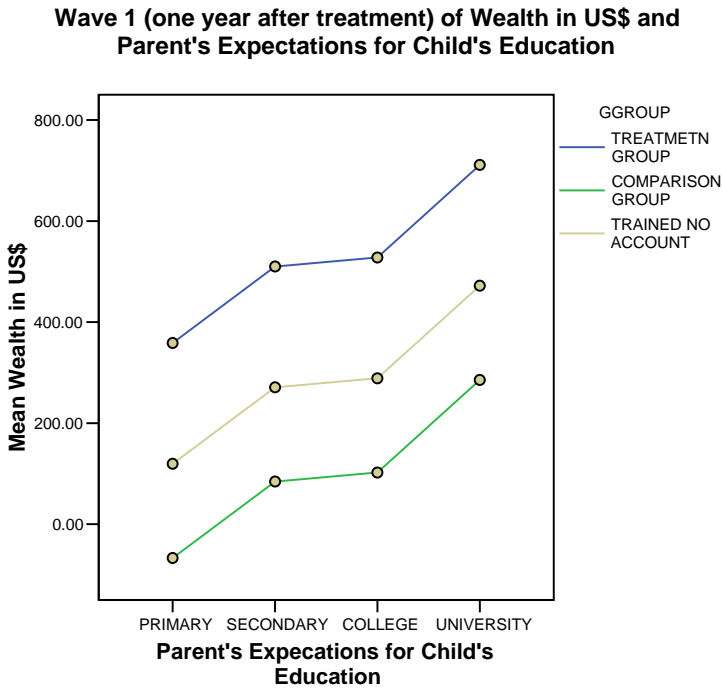 Wave 1 (one year after treatment) of Wealth in US$ and
Parent's Expectations for Child's Education
800.00
600.00
400.00
200.00
0.00
Mean Wealth in US$
PRIMARY SECONDARY COLLEGE UNIVERSITY
Parent's Expecations for Child's
Education
GGROUP
TREATMETN
GROUP
COMPARISON
GROUP
TRAINED NO
ACCOUNT